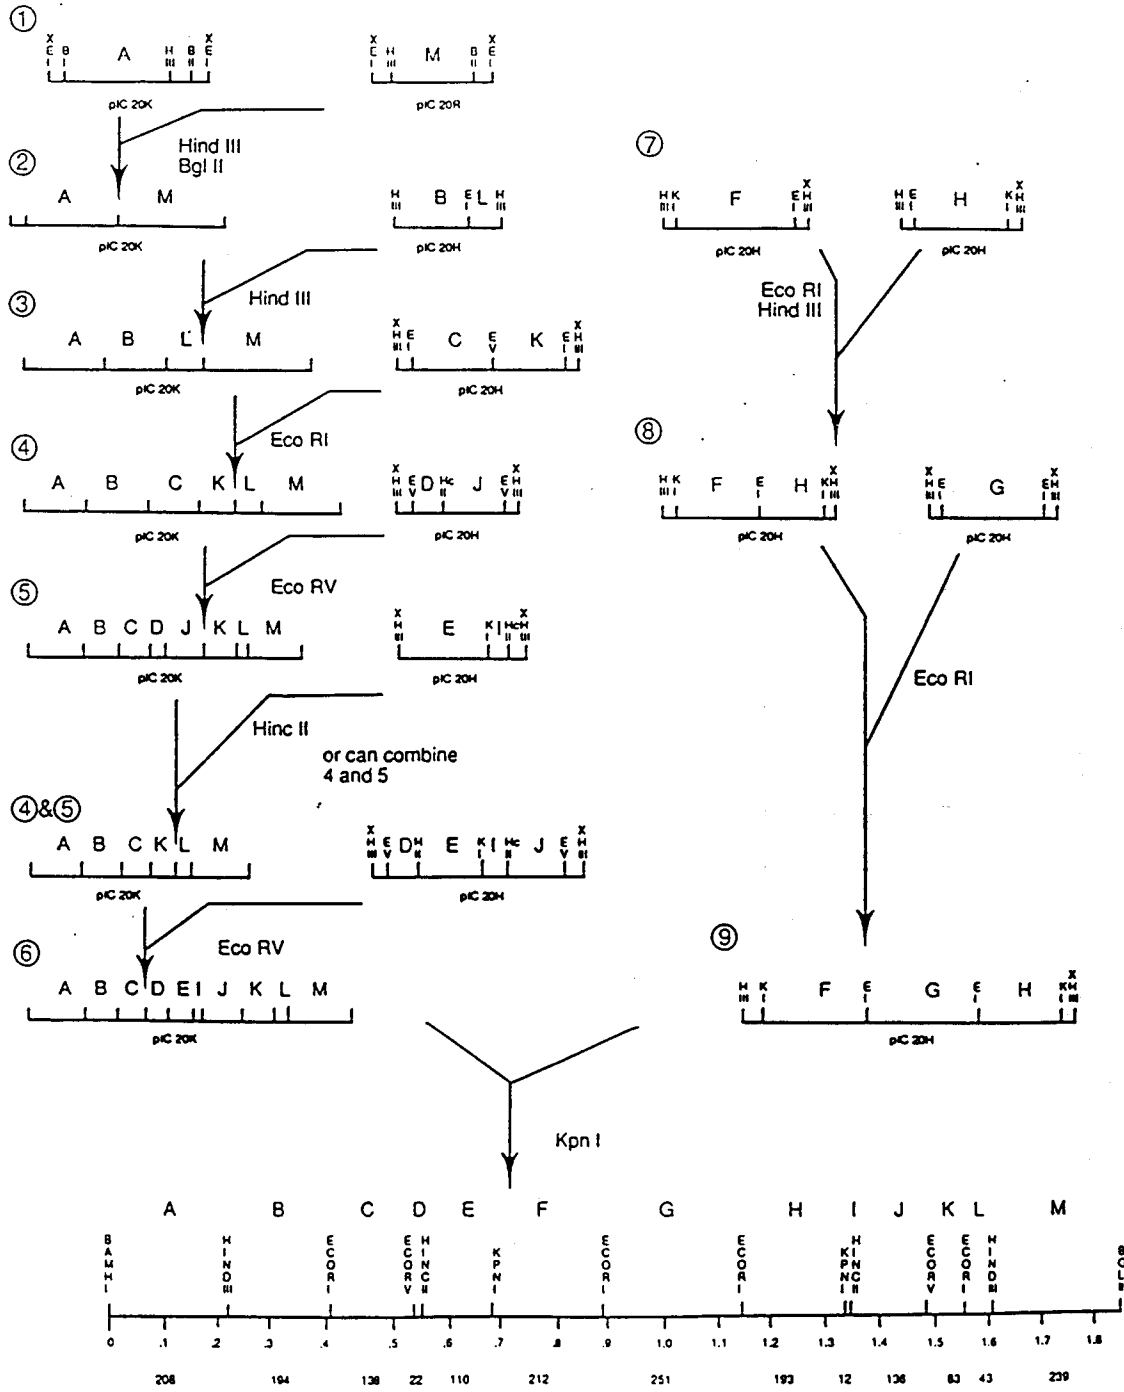 ①
X E I B I A H III B II X E I
pIC 20K
X E I H III M B II X E I
pIC 20R
Hind III
Bgl II
②
A M
pIC 20K
H III B E I L H III
pIC 20H
Hind III
③
A B L M
pIC 20K
X H III E I C E V K E I X H III
pIC 20H
Eco RI
④
A B C K L M
pIC 20K
X H III E V D Hc II J E V X H III
pIC 20H
Eco RV
⑤
A B C D J K L M
pIC 20K
X H III E K I I Hc II X H III
pIC 20H
Hinc II
or can combine
4 and 5
④&⑤
A B C K L M
pIC 20K
X H III E V D H II E K I I Hc II J E V X H III
pIC 20H
Eco RV
⑥
A B C D E I J K L M
pIC 20K
⑦
H III K I F E I X H III
pIC 20H
H III E I H K I X H III
pIC 20H
Eco RI
Hind III
⑧
H III K I F E I H K I X H III
pIC 20H
X H III E I G E I X H III
pIC 20H
Eco RI
⑨
H III K I F E I G E I H K I X H III
pIC 20H
Kpn I
A B C D E F G H I J K L M
BAMHI HINDIII ECORI ECORV HINCII KPNI ECORI ECORI KPNI HINCII ECORV ECORI HINDIII BGLII
0 .1 .2 .3 .4 .5 .6 .7 .8 .9 1.0 1.1 1.2 1.3 1.4 1.5 1.6 1.7 1.8
208 194 138 22 110 212 251 193 12 136 83 43 239